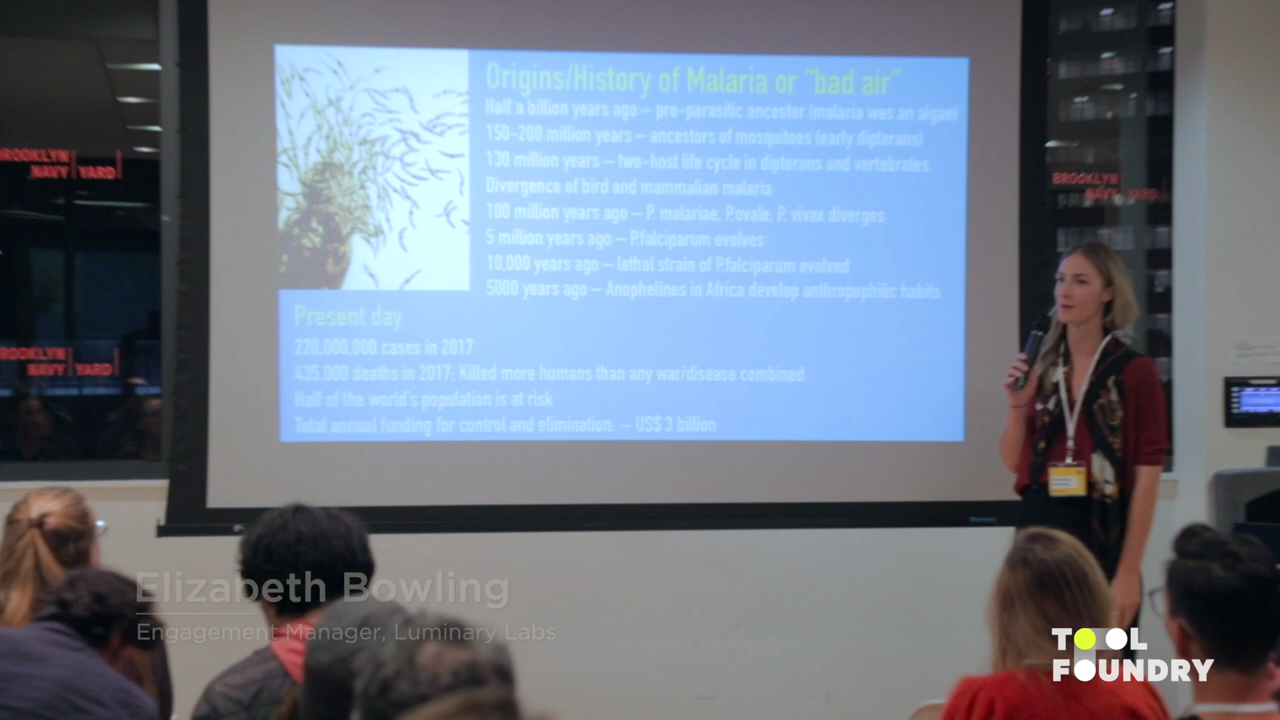 Origins/History of Malaria or "bad air"
Half a billion years ago – pre-parasitic ancestor (malaria was an algae)
150-200 million years – ancestors of mosquitoes (early dipterans)
130 million years – two-host life cycle in dipterans and vertebrates
Divergence of bird and mammalian malaria
100 million years ago – P. malariae, P.ovale, P. vivax diverges
5 million years ago – P.falciparum evolves
10,000 years ago – lethal strain of P.falciparum evolved
5000 years ago – Anophelines in Africa develop anthropophilic habits
Present day
220,000,000 cases in 2017
435,000 deaths in 2017; Killed more humans than any war/disease combined
Half of the world's population is at risk
Total annual funding for control and elimination: ~ US$ 3 billion
BROOKLYN
NAVY YARD
BROOKLYN
NAVY YARD
BROOKLYN
NAVY YARD
Elizabeth Bowling
Engagement Manager, Luminary Labs
TOOL
FOUNDRY